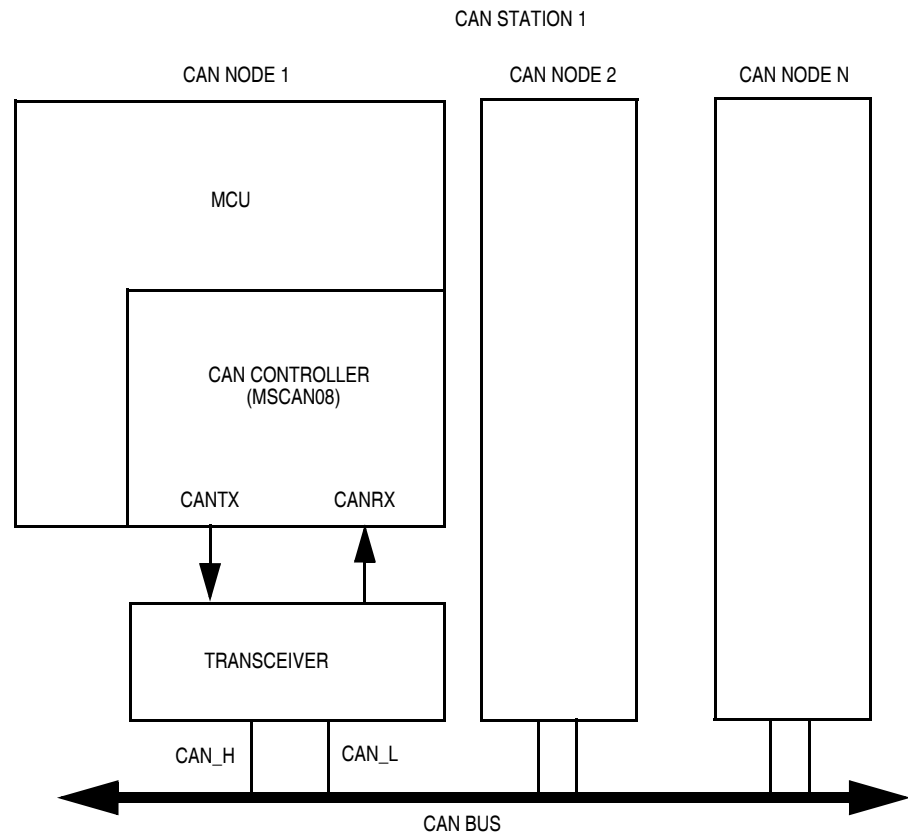 CAN STATION 1
CAN NODE 1
CAN NODE 2
CAN NODE N
MCU
CAN CONTROLLER
(MSCAN08)
CANTX
CANRX
TRANSCEIVER
CAN_H
CAN_L
CAN BUS